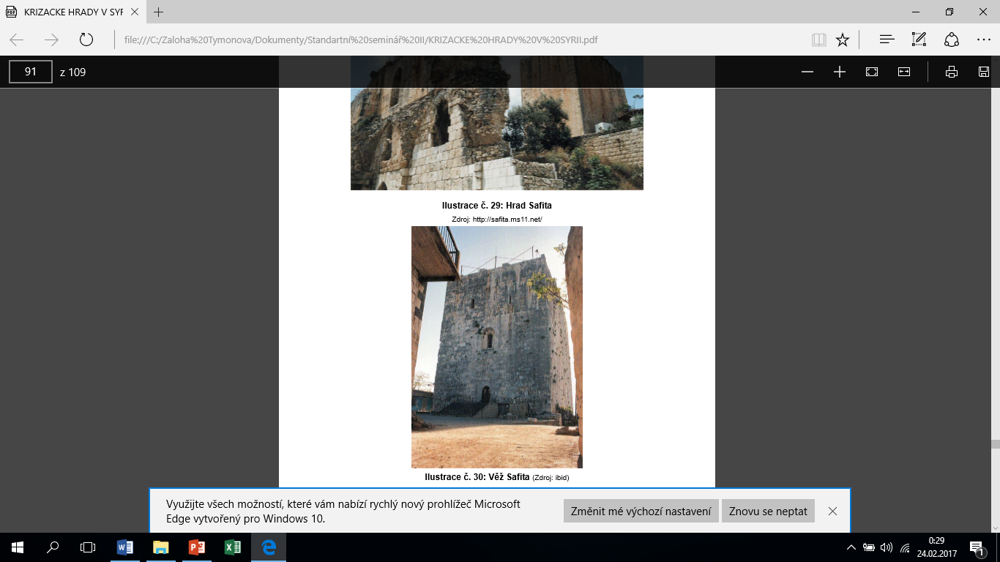 KRIZACKE HRADY V SYR
file:///C:/Zaloha%20Tymonova/Dokumenty/Standartní%20seminář%20II/KRIZACKE%20HRADY%20V%20SYRII.pdf
91 z 109
Ilustrace č. 29: Hrad Safita
Zdroj: http://safita.ms11.net/
Ilustrace č. 30: Věž Safita (Zdroj: ibid)
Využijte všech možností, které vám nabízí rychlý nový prohlížeč Microsoft
Edge vytvořený pro Windows 10.
Změnit mé výchozí nastavení
Znovu se neptat
0:29
24.02.2017
1